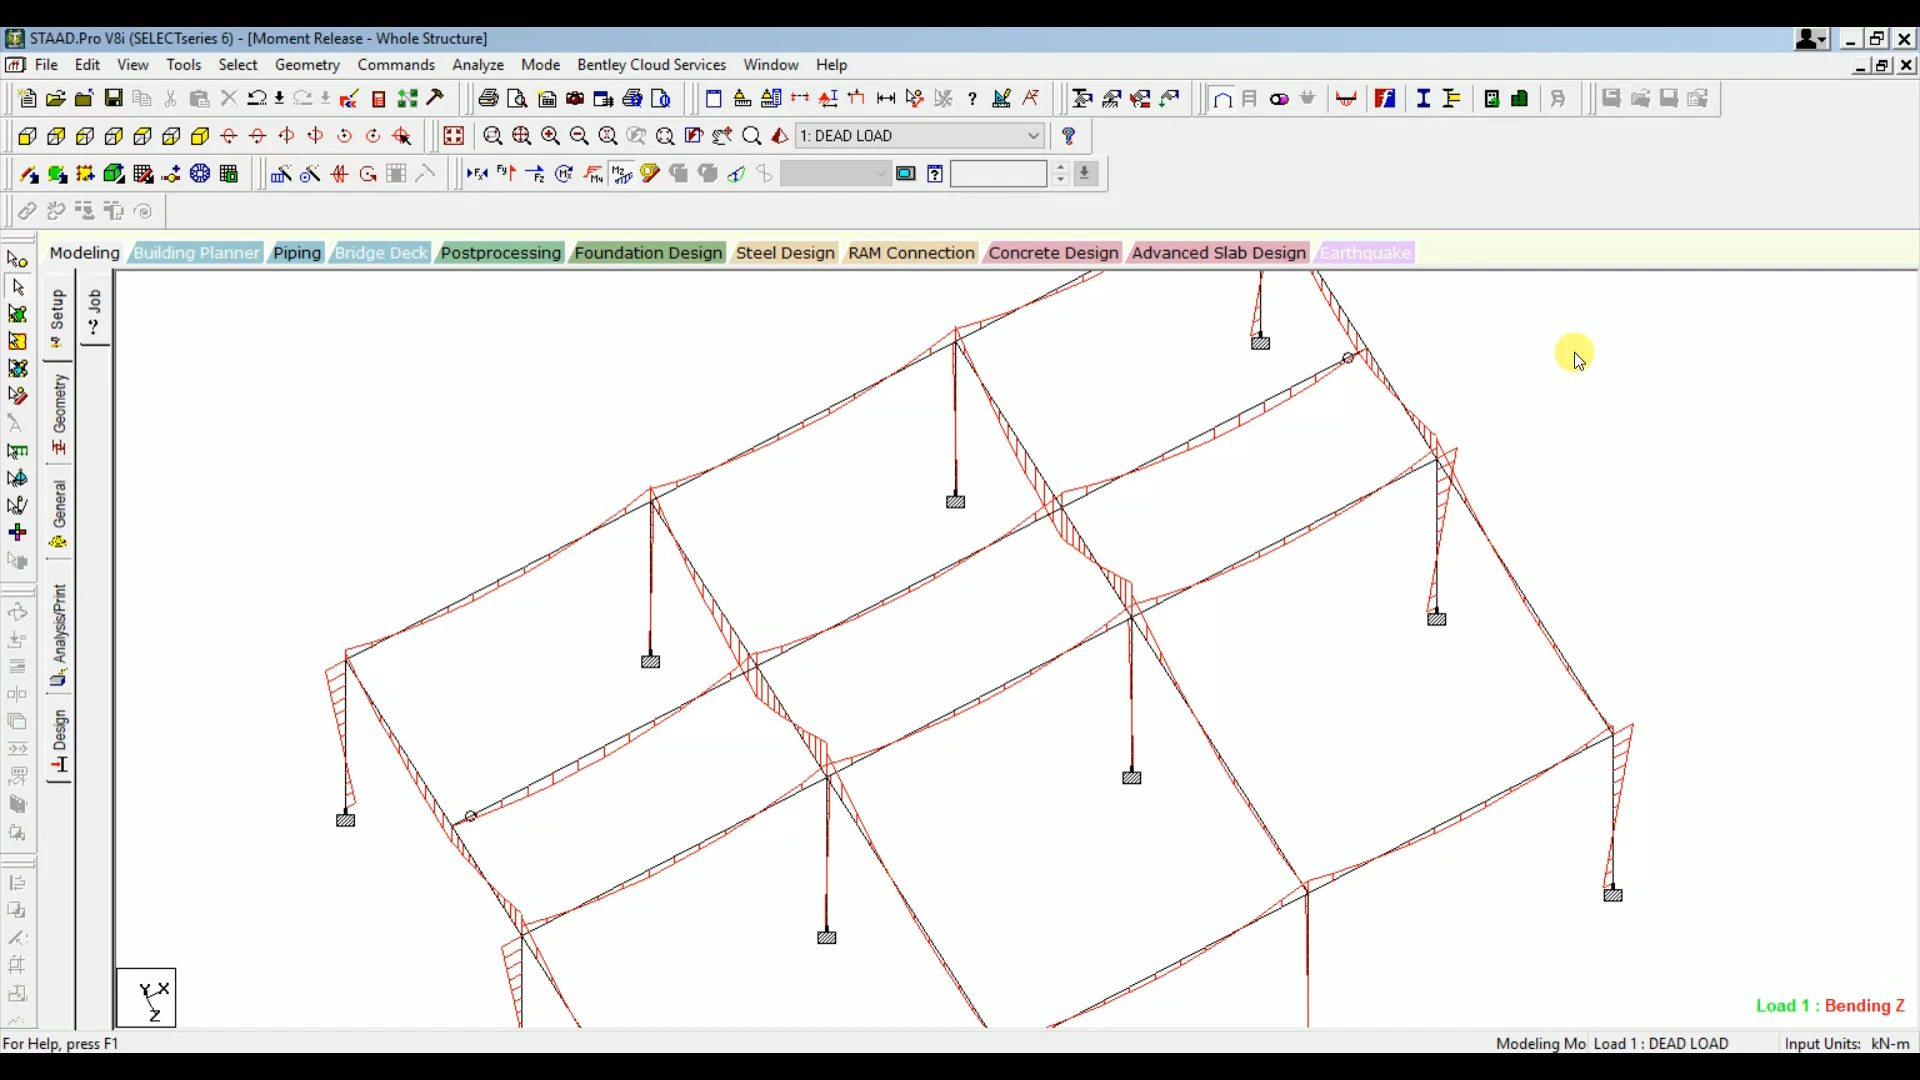 STAAD.Pro V8i (SELECTseries 6) - [Moment Release - Whole Structure]
File Edit View Tools Select Geometry Commands Analyze Mode Bentley Cloud Services Window Help
1: DEAD LOAD
Modeling Building Planner Piping Bridge Deck Postprocessing Foundation Design Steel Design RAM Connection Concrete Design Advanced Slab Design Earthquake
Setup
Job
Geometry
General
Analysis/Print
Design
Y X
Z
Load 1 : Bending Z
For Help, press F1
Modeling Mo Load 1 : DEAD LOAD Input Units: kN-m